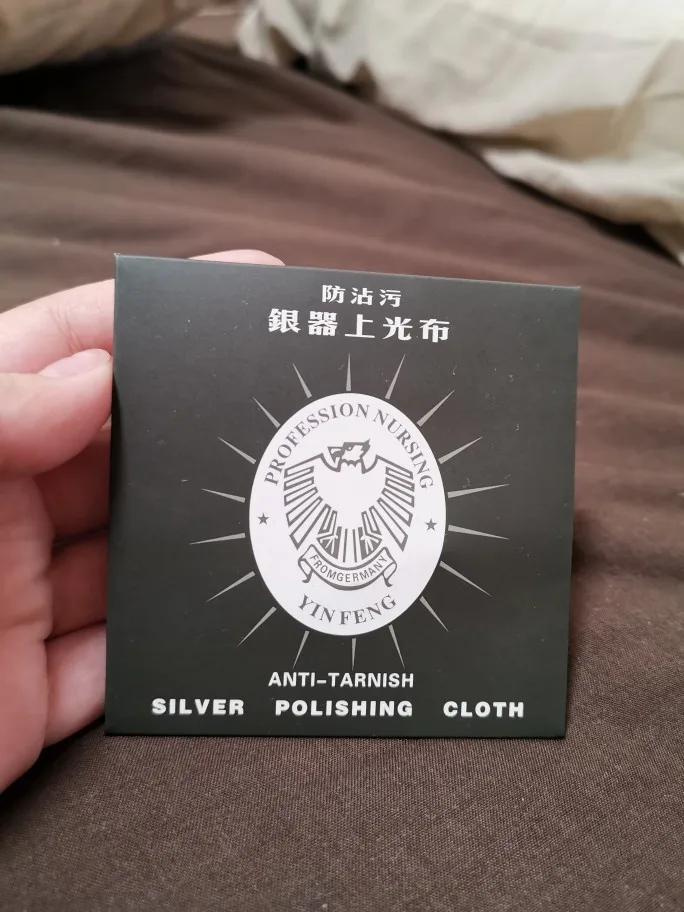 防沾污
銀器上光布
PROFESSION NURSING
FROMGERMANY
YIN FENG
ANTI-TARNISH
SILVER POLISHING CLOTH